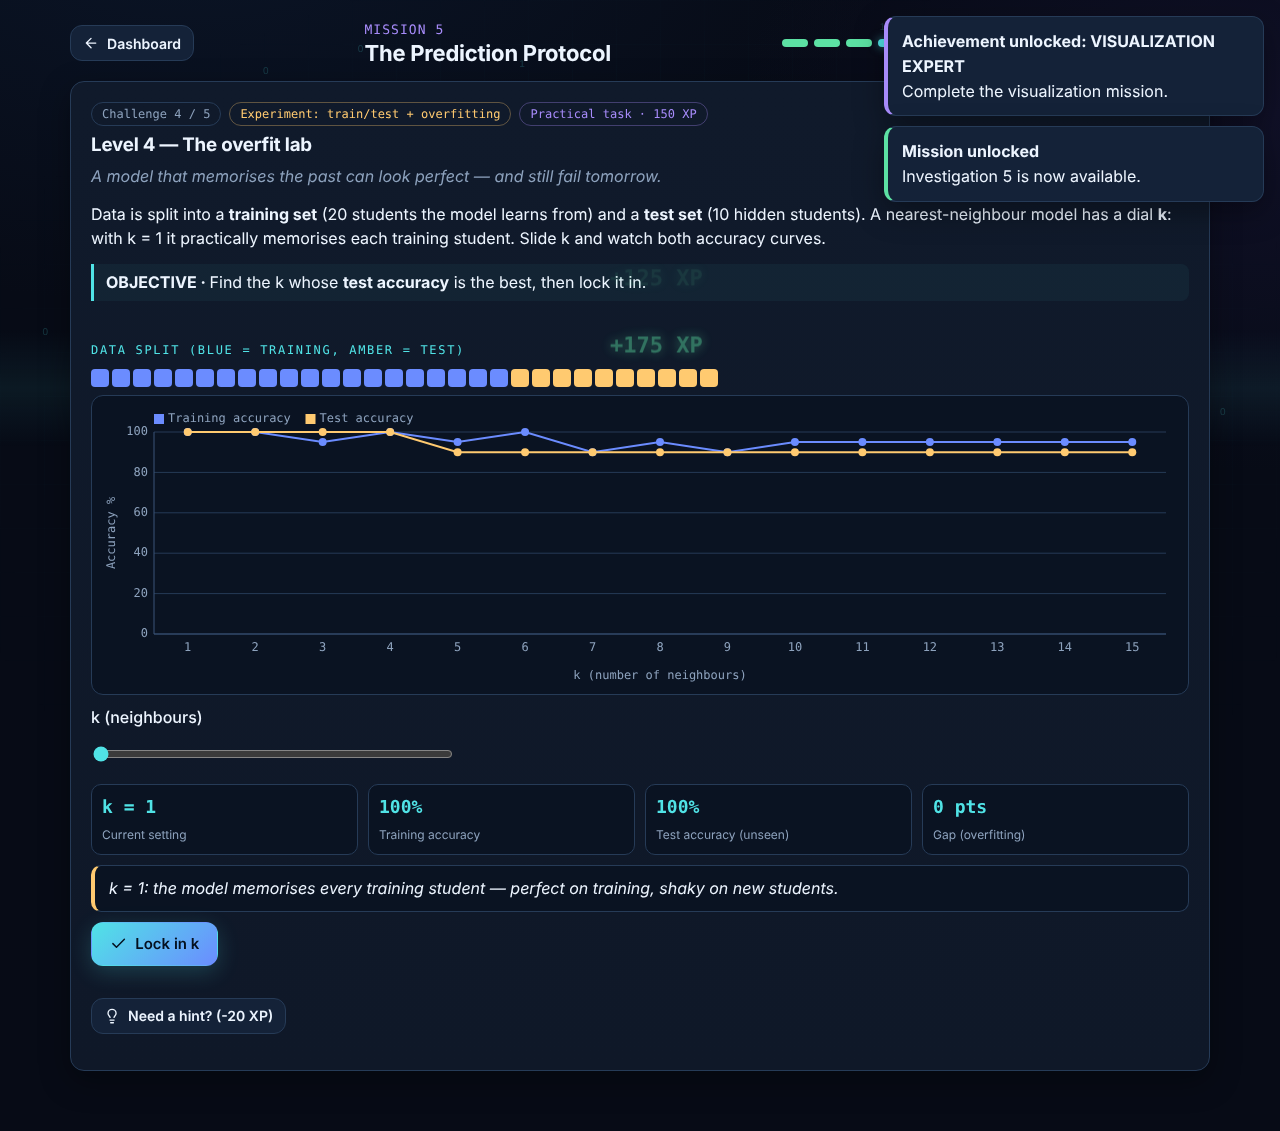 Dashboard
MISSION 5
The Prediction Protocol
Achievement unlocked: VISUALIZATION
EXPERT
Complete the visualization mission.
Mission unlocked
Investigation 5 is now available.
Challenge 4 / 5
Experiment: train/test + overfitting
Practical task · 150 XP
Level 4 — The overfit lab
A model that memorises the past can look perfect — and still fail tomorrow.
Data is split into a training set (20 students the model learns from) and a test set (10 hidden students). A nearest-neighbour model has a dial k:
with k = 1 it practically memorises each training student. Slide k and watch both accuracy curves.
OBJECTIVE · Find the k whose test accuracy is the best, then lock it in.
+175 XP
DATA SPLIT (BLUE = TRAINING, AMBER = TEST)
Training accuracy
Test accuracy
100
80
60
40
20
0
Accuracy %
1 2 3 4 5 6 7 8 9 10 11 12 13 14 15
k (number of neighbours)
k (neighbours)
k = 1
Current setting
100%
Training accuracy
100%
Test accuracy (unseen)
0 pts
Gap (overfitting)
k = 1: the model memorises every training student — perfect on training, shaky on new students.
Lock in k
Need a hint? (-20 XP)